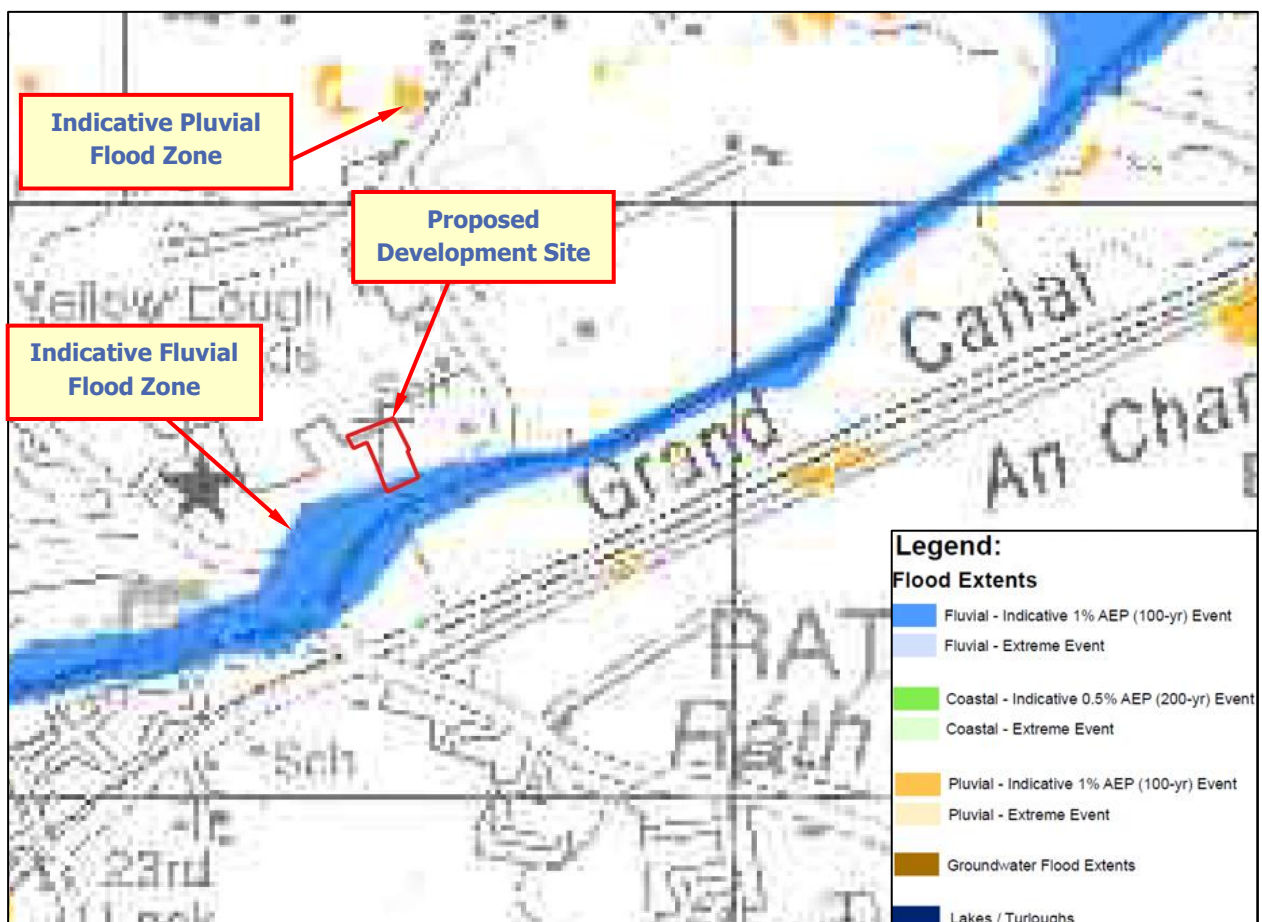 Indicative Pluvial
Flood Zone
Proposed
Development Site
Yellow Lough
Indicative Fluvial
Flood Zone
Grand Canal
An Chan
RAT
Ráth
Sch
23rd
Lock
Legend:
Flood Extents
Fluvial - Indicative 1% AEP (100-yr) Event
Fluvial - Extreme Event
Coastal - Indicative 0.5% AEP (200-yr) Event
Coastal - Extreme Event
Pluvial - Indicative 1% AEP (100-yr) Event
Pluvial - Extreme Event
Groundwater Flood Extents
Lakes / Turloughs